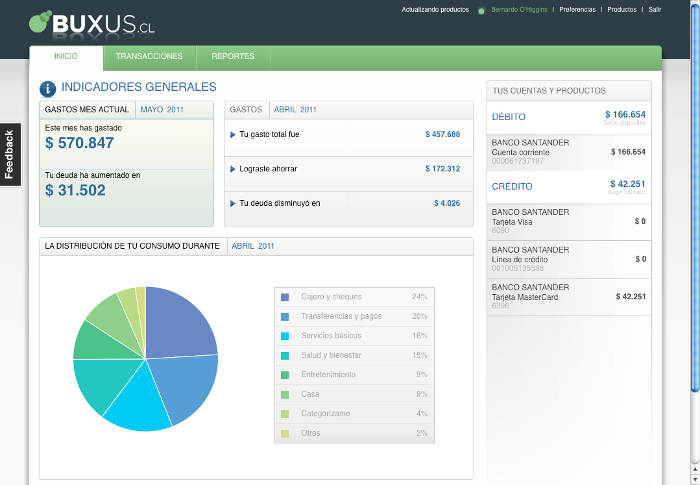 BUXUS.CL
Actualizando productos Bernardo O'Higgins | Preferencias | Productos | Salir
INICIO TRANSACCIONES REPORTES
Feedback
i INDICADORES GENERALES
GASTOS MES ACTUAL MAYO 2011
Este mes has gastado
$ 570.847
Tu deuda ha aumentado en
$ 31.502
GASTOS ABRIL 2011
Tu gasto total fue $ 457.688
Lograste ahorrar $ 172.312
Tu deuda disminuyó en $ 4.026
LA DISTRIBUCIÓN DE TU CONSUMO DURANTE ABRIL 2011
Cajero y cheques 24%
Transferencias y pagos 20%
Servicios básicos 16%
Salud y bienestar 15%
Entretenimiento 9%
Casa 9%
Categorízame 4%
Otros 2%
TUS CUENTAS Y PRODUCTOS
DÉBITO $ 166.654
Saldo disponible
BANCO SANTANDER
Cuenta corriente $ 166.654
000061737197
CRÉDITO $ 42.251
Cupo utilizado
BANCO SANTANDER
Tarjeta Visa $ 0
6090
BANCO SANTANDER
Línea de crédito $ 0
001005135598
BANCO SANTANDER
Tarjeta MasterCard $ 42.251
6396